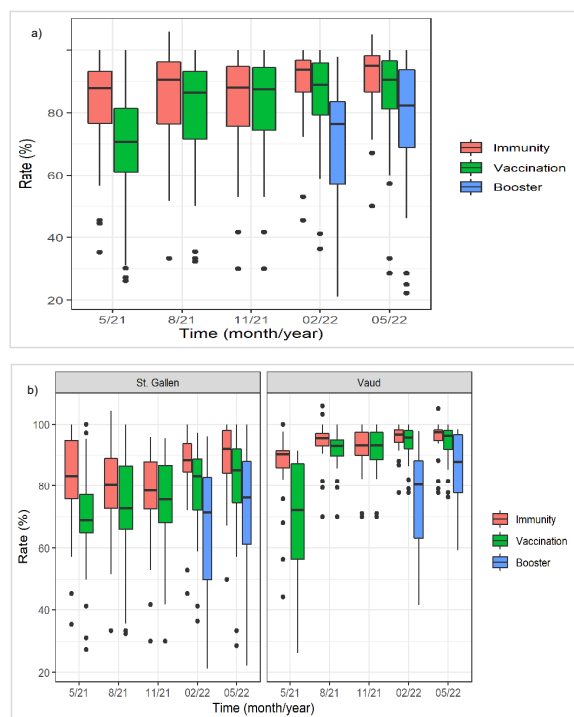 a)
Rate (%)
80
60
40
20
5/21 8/21 11/21 02/22 05/22
Time (month/year)
Immunity
Vaccination
Booster
b)
St. Gallen Vaud
Rate (%)
100
80
60
40
20
5/21 8/21 11/21 02/22 05/22 5/21 8/21 11/21 02/22 05/22
Time (month/year)
Immunity
Vaccination
Booster